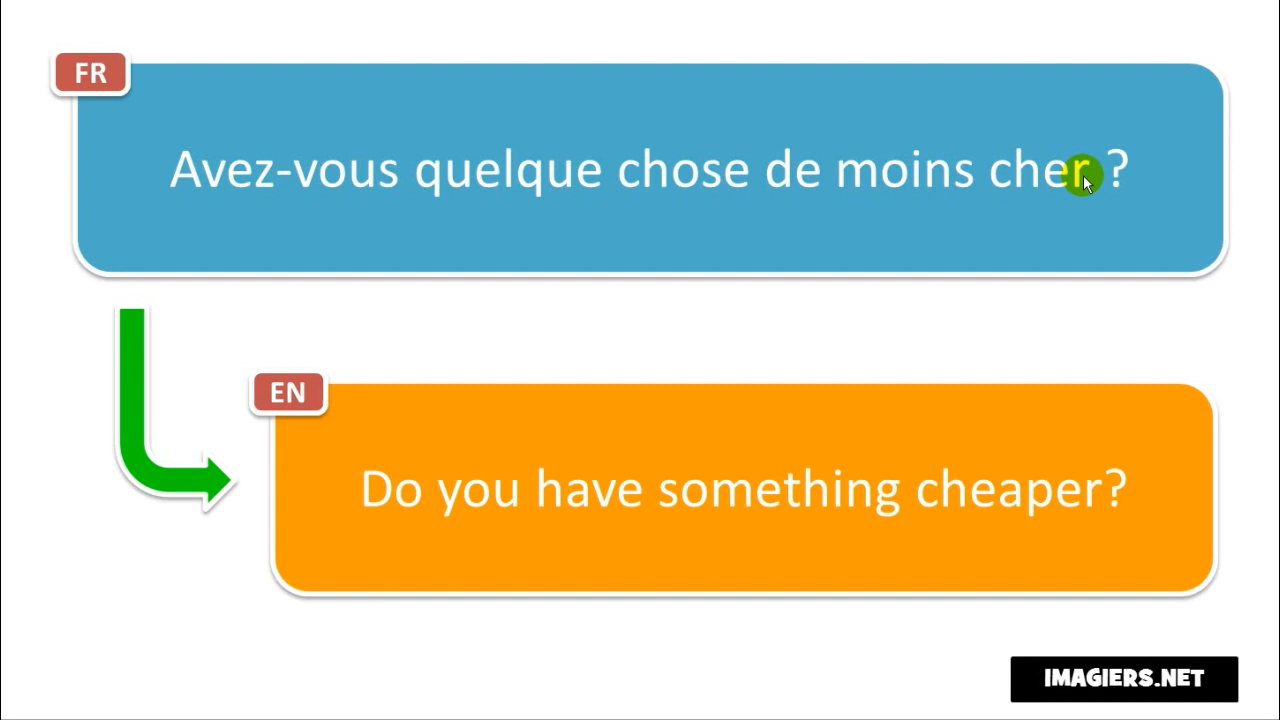 FR
Avez-vous quelque chose de moins cher ?
EN
Do you have something cheaper?
IMAGIERS.NET